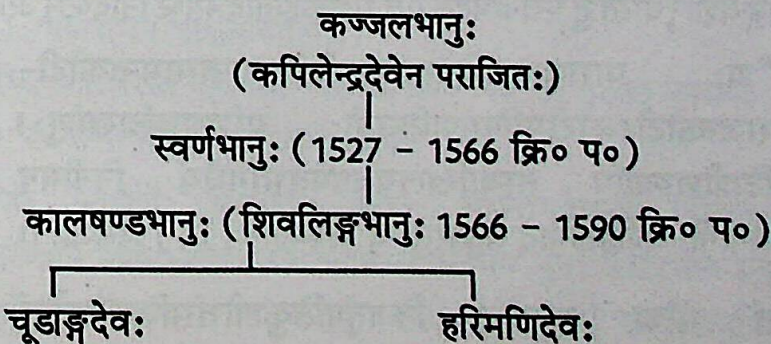 कज्जलभानुः
(कपिलेन्द्रदेवेन पराजितः)
स्वर्णभानुः (1527 - 1566 क्रि० प०)
कालषण्डभानुः (शिवलिङ्गभानुः 1566 - 1590 क्रि० प०)
चूडाङ्गदेवः हरिमणिदेवः